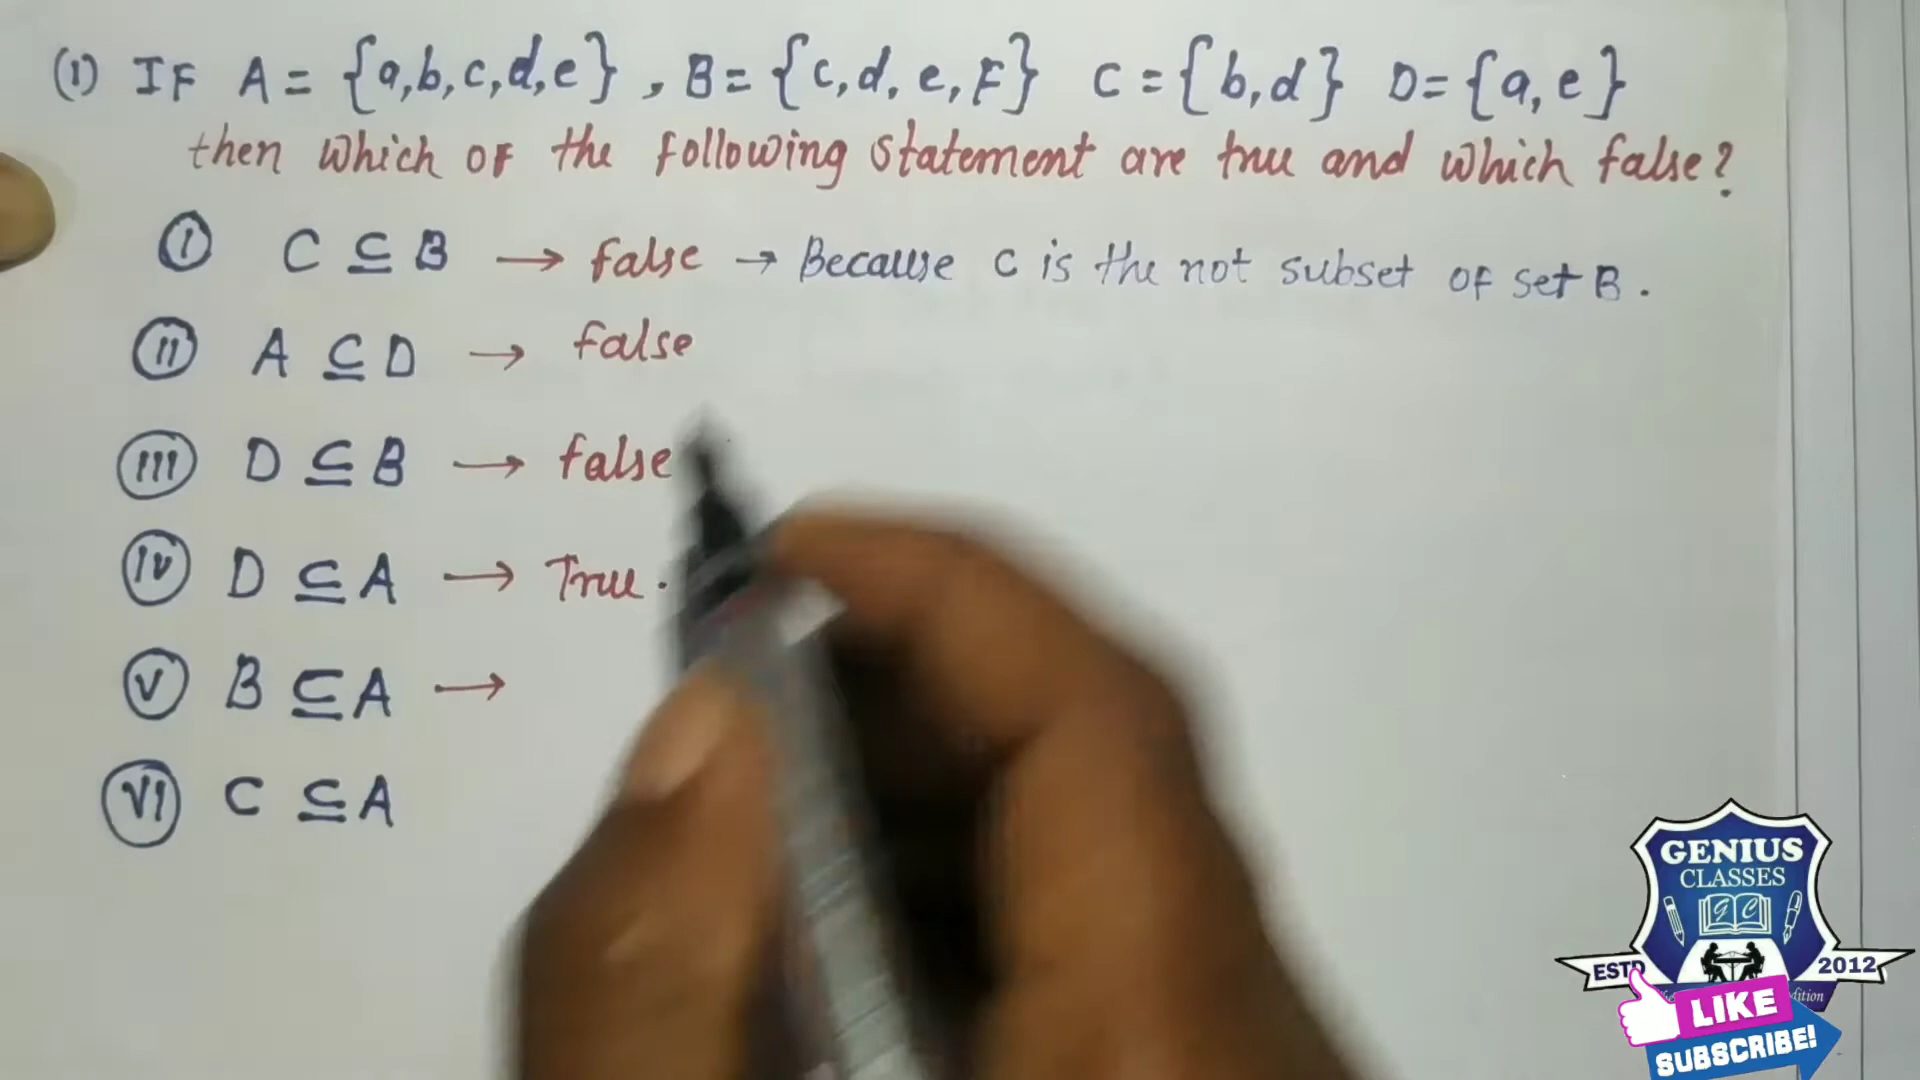 (1) IF A = {a,b,c,d,e} , B = {c,d, e, F} C = {b,d} D = {a, e}
then which of the following statement are true and which false?
(I) C ⊆ B → false → Because C is the not subset of set B.
(II) A ⊆ D → false
(III) D ⊆ B → false
(IV) D ⊆ A → True.
(V) B ⊆ A →
(VI) C ⊆ A
GENIUS
CLASSES
GC
ESTD 2012
LIKE
SUBSCRIBE!